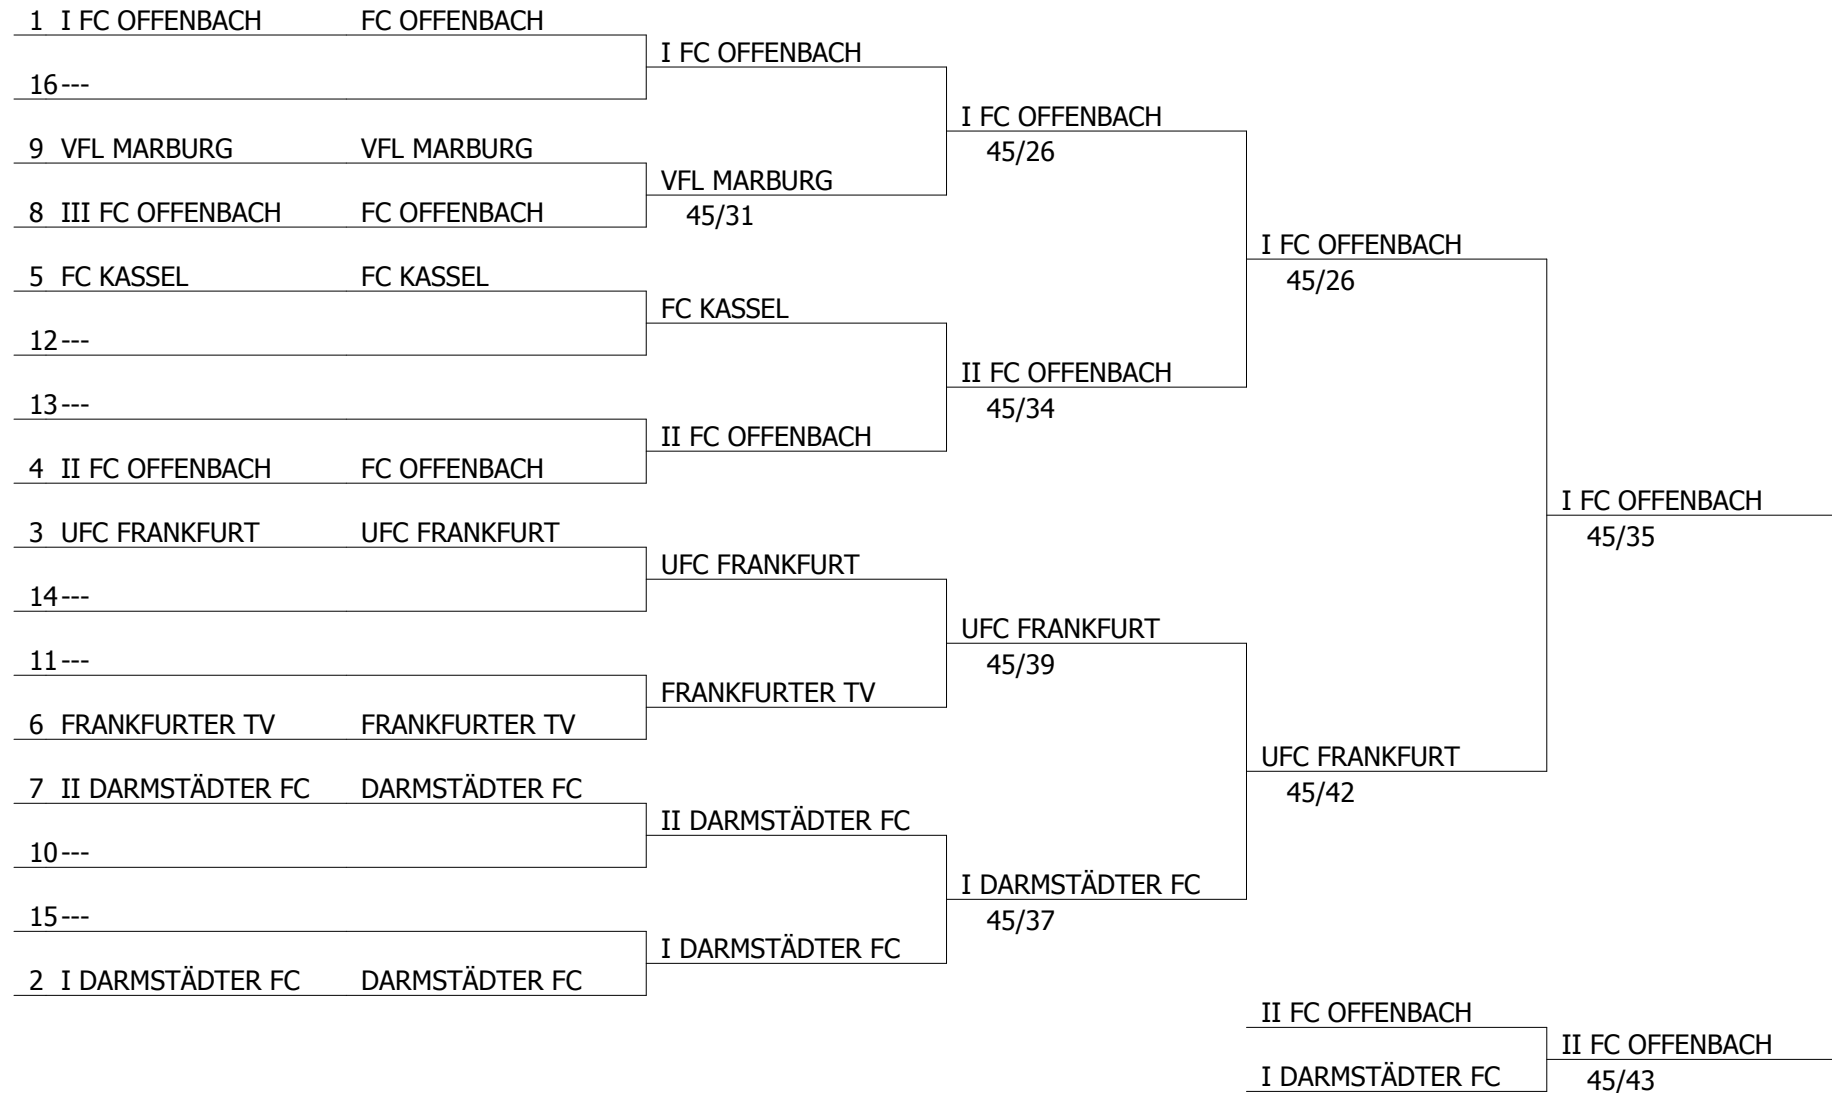 1 I FC OFFENBACH FC OFFENBACH
I FC OFFENBACH
16 ---
I FC OFFENBACH
9 VFL MARBURG VFL MARBURG
45/26
VFL MARBURG
8 III FC OFFENBACH FC OFFENBACH
45/31
I FC OFFENBACH
5 FC KASSEL FC KASSEL
45/26
FC KASSEL
12 ---
II FC OFFENBACH
13 ---
45/34
II FC OFFENBACH
4 II FC OFFENBACH FC OFFENBACH
I FC OFFENBACH
3 UFC FRANKFURT UFC FRANKFURT
45/35
UFC FRANKFURT
14 ---
UFC FRANKFURT
11 ---
45/39
FRANKFURTER TV
6 FRANKFURTER TV FRANKFURTER TV
UFC FRANKFURT
7 II DARMSTÄDTER FC DARMSTÄDTER FC
45/42
II DARMSTÄDTER FC
10 ---
I DARMSTÄDTER FC
15 ---
45/37
I DARMSTÄDTER FC
2 I DARMSTÄDTER FC DARMSTÄDTER FC
II FC OFFENBACH
II FC OFFENBACH
I DARMSTÄDTER FC
45/43